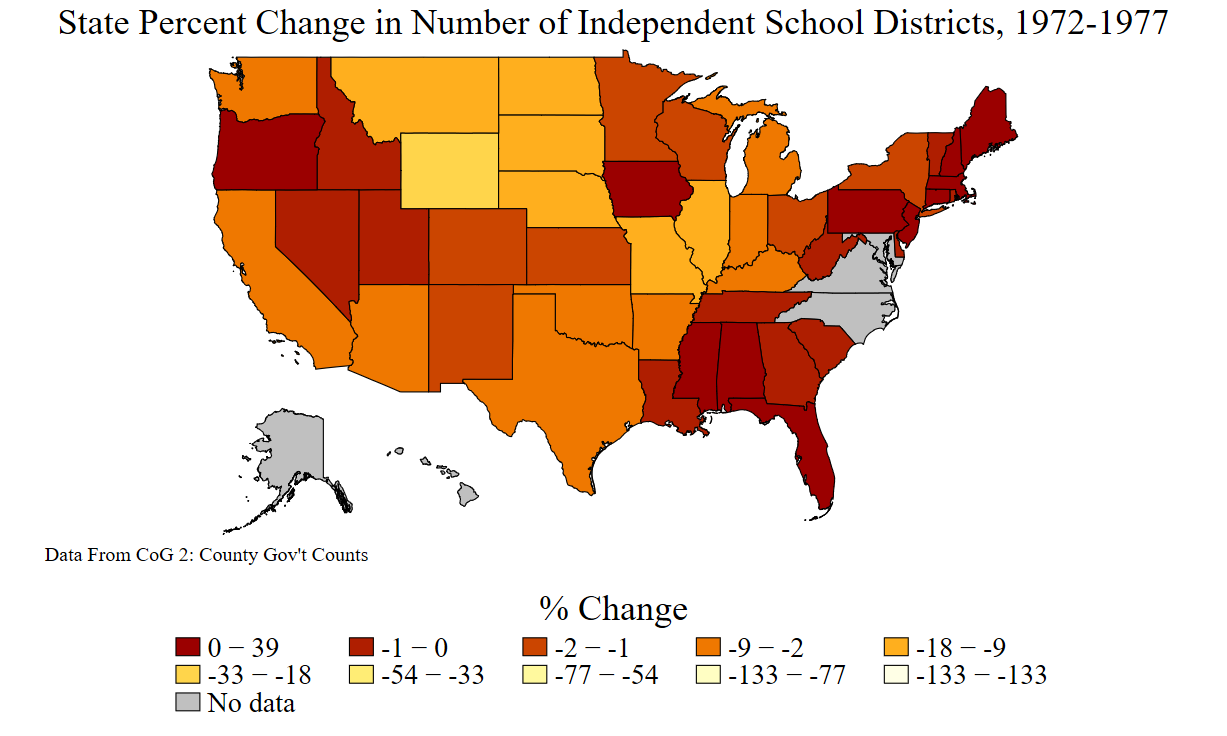 State Percent Change in Number of Independent School Districts, 1972-1977
Data From CoG 2: County Gov't Counts
% Change
0 − 39 -1 − 0 -2 − -1 -9 − -2 -18 − -9
-33 − -18 -54 − -33 -77 − -54 -133 − -77 -133 − -133
No data